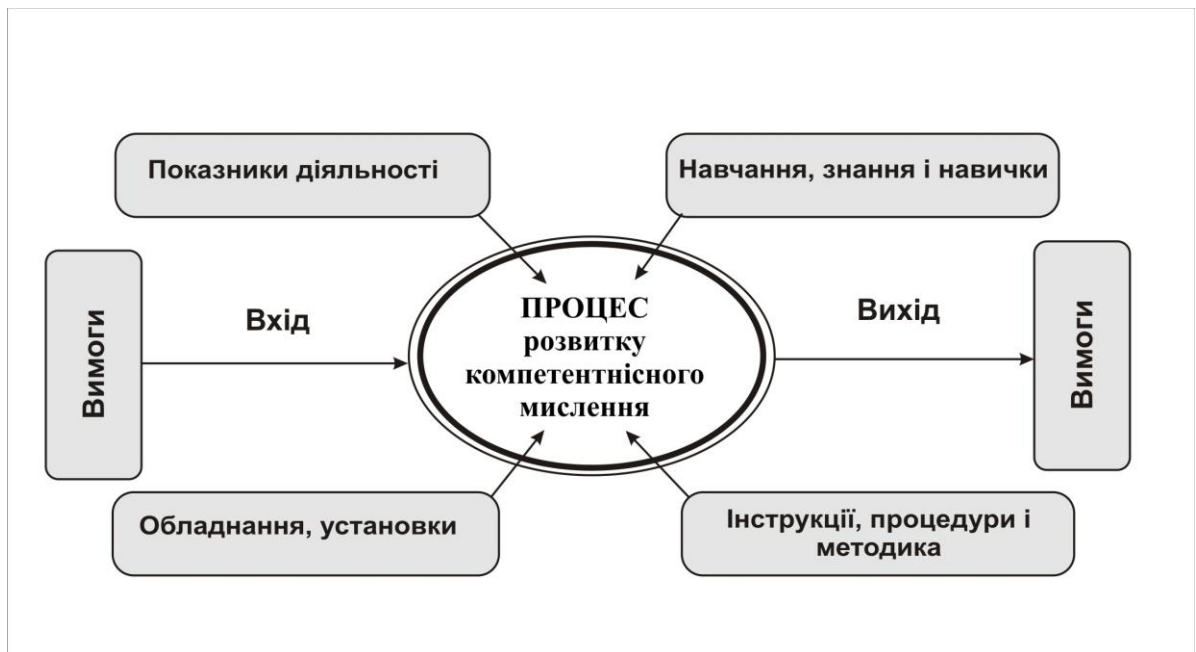 Показники діяльності
Навчання, знання і навички
Вимоги
Вхід
ПРОЦЕС
розвитку
компетентнісного
мислення
Вихід
Вимоги
Обладнання, установки
Інструкції, процедури і
методика